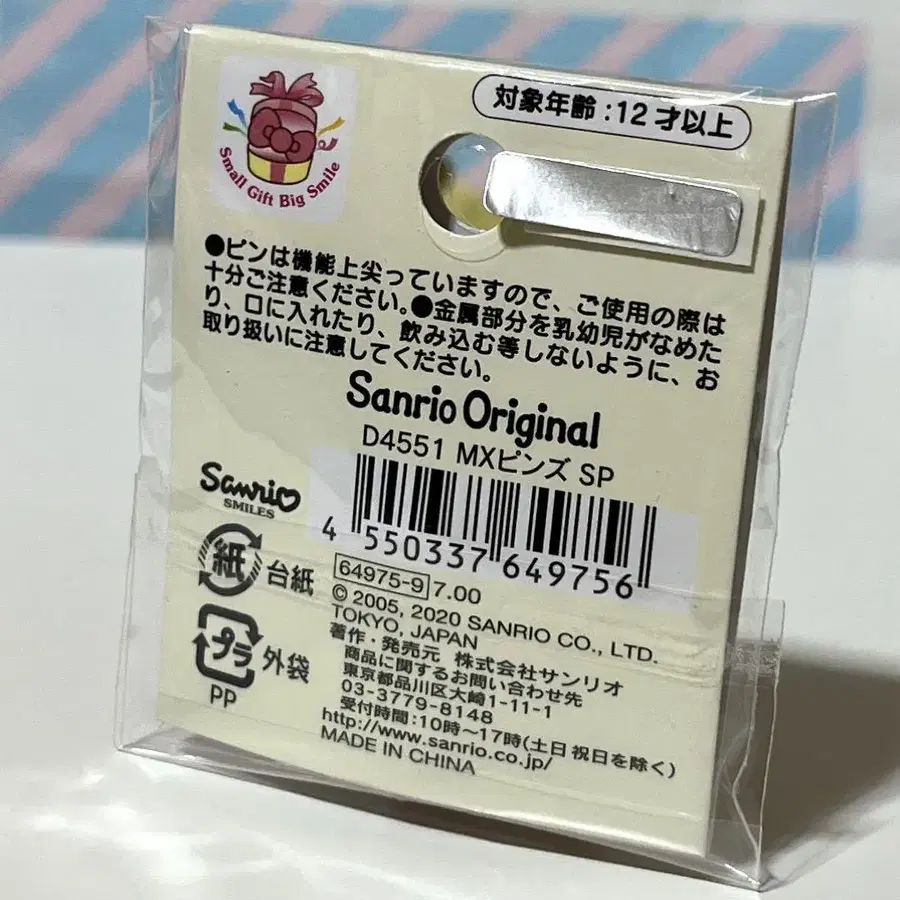 Small Gift Big Smile
対象年齢:12才以上
●ピンは機能上尖っていますので、ご使用の際は
十分ご注意ください。●金属部分を乳幼児がなめた
り、口に入れたり、飲み込む等しないように、お
取り扱いに注意してください。
Sanrio Original
D4551 MXピンズ SP
Sanrio
SMILES
4 550337 649756
紙 台紙
64975-9 7.00
© 2005, 2020 SANRIO CO., LTD.
TOKYO, JAPAN
著作・発売元 株式会社サンリオ
商品に関するお問い合わせ先
東京都品川区大崎1-11-1
03-3779-8148
受付時間:10時~17時(土日祝日を除く)
http://www.sanrio.co.jp/
MADE IN CHINA
プラ 外袋
PP